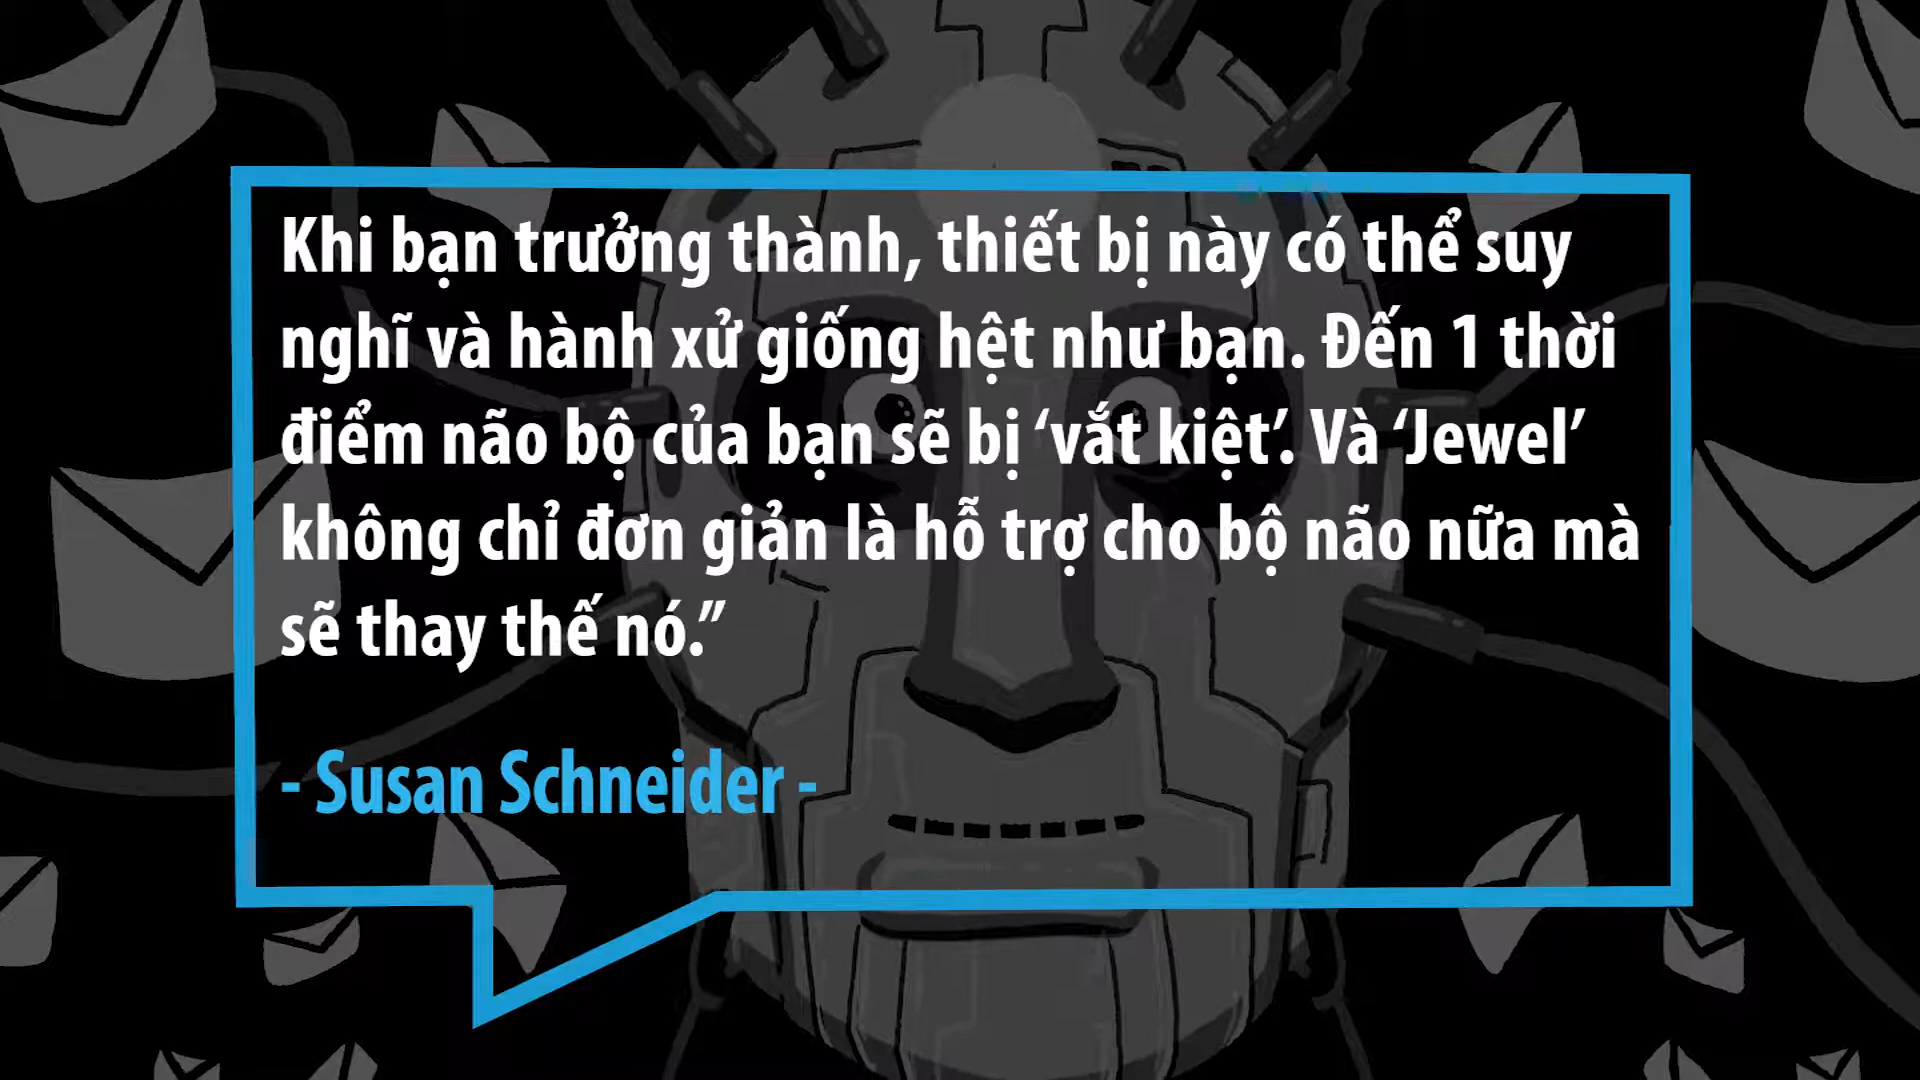 Khi bạn trưởng thành, thiết bị này có thể suy
nghĩ và hành xử giống hệt như bạn. Đến 1 thời
điểm não bộ của bạn sẽ bị ‘vắt kiệt’. Và ‘Jewel’
không chỉ đơn giản là hỗ trợ cho bộ não nữa mà
sẽ thay thế nó.”
- Susan Schneider -